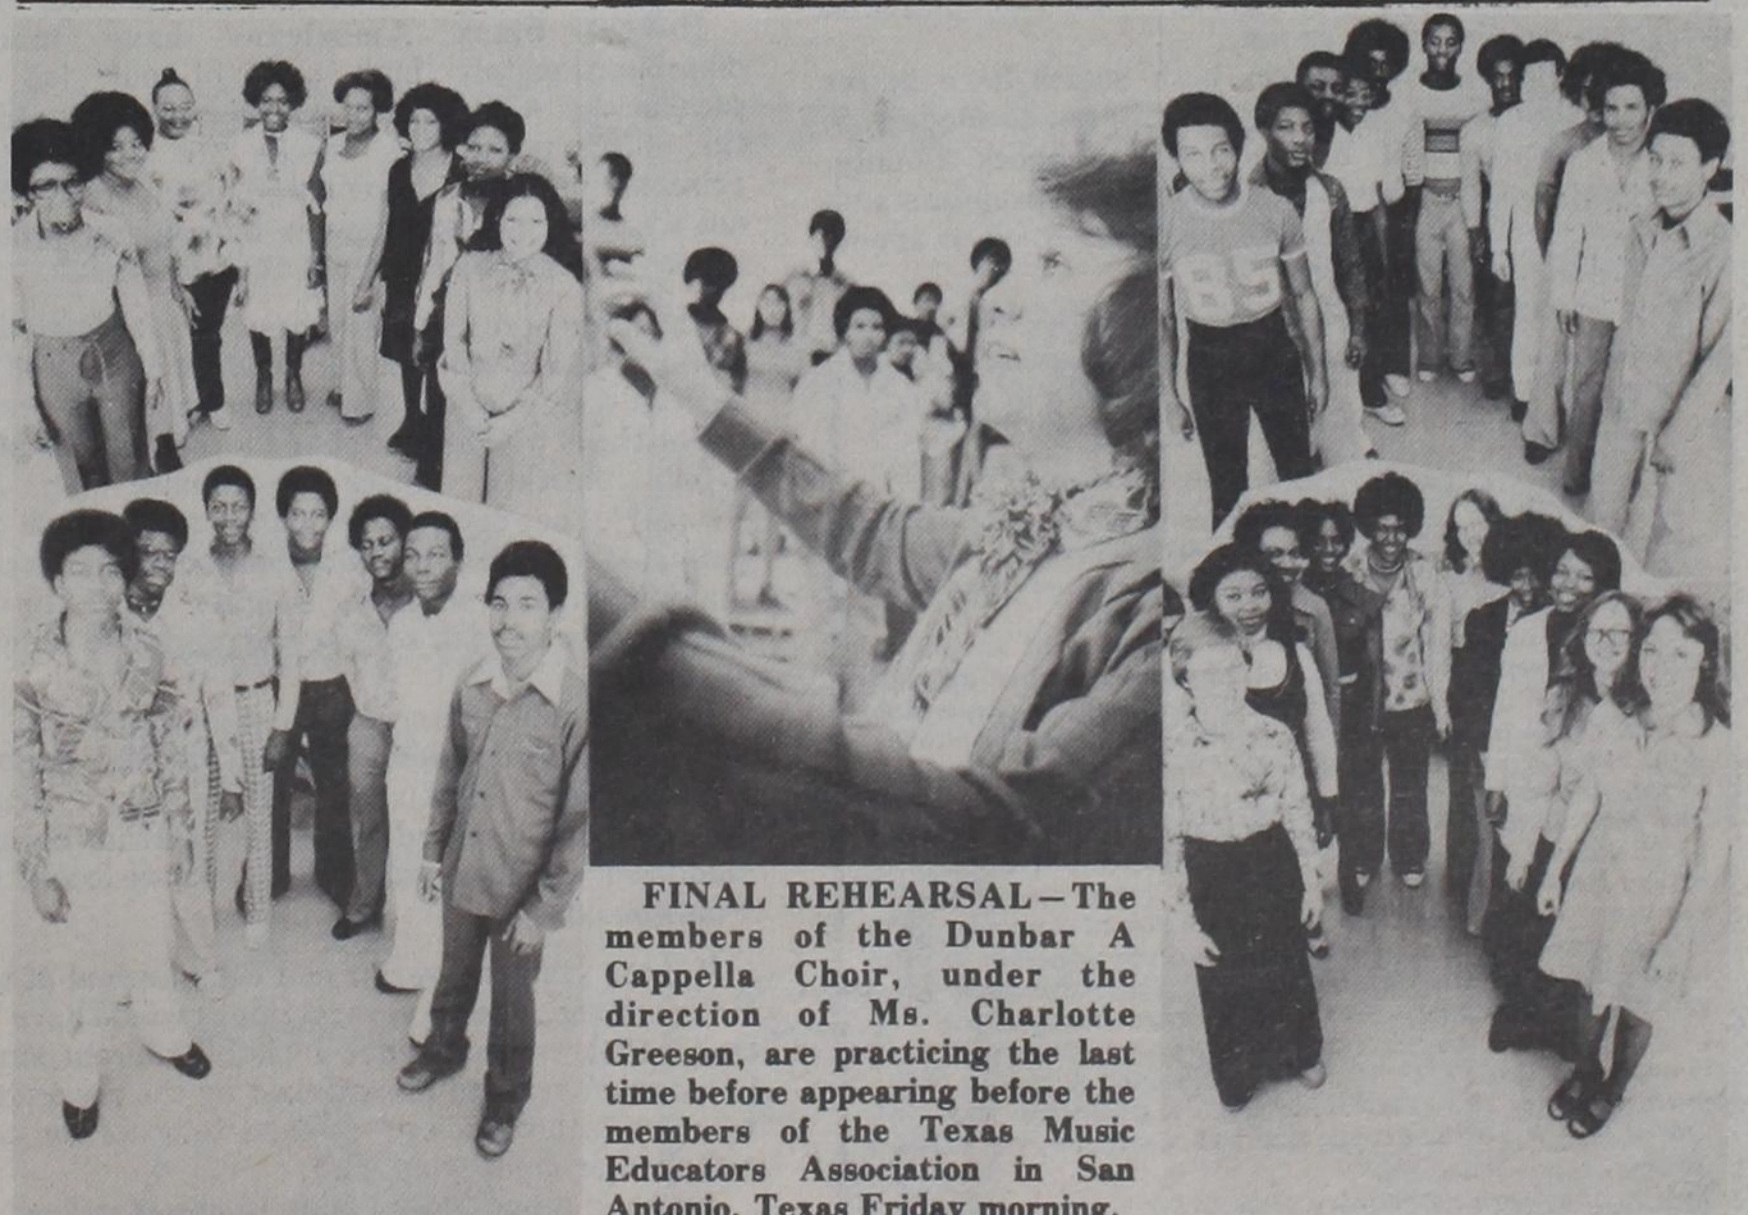 85
FINAL REHEARSAL—The
members of the Dunbar A
Cappella Choir, under the
direction of Ms. Charlotte
Greeson, are practicing the last
time before appearing before the
members of the Texas Music
Educators Association in San
Antonio, Texas Friday morning.